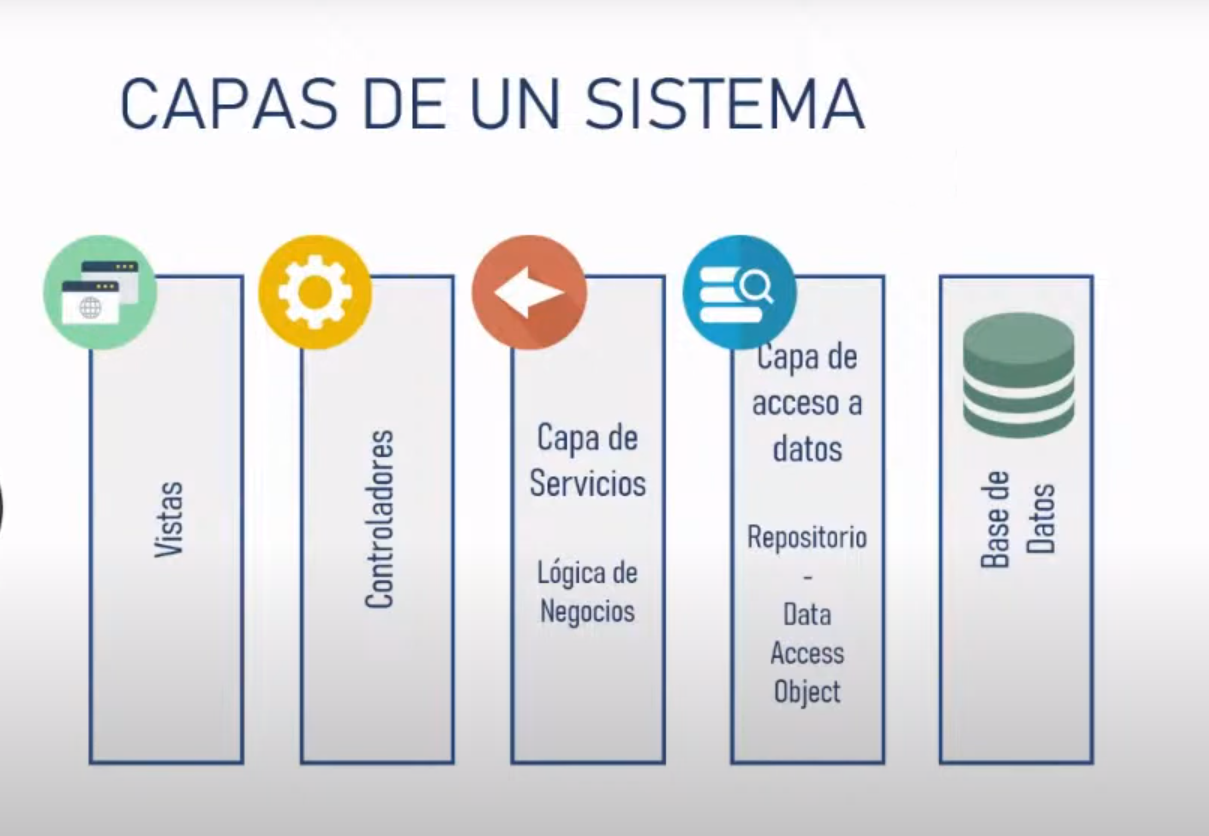 CAPAS DE UN SISTEMA
Vistas
Controladores
Capa de
Servicios
Lógica de
Negocios
Capa de
acceso a
datos
Repositorio
-
Data
Access
Object
Base de
Datos